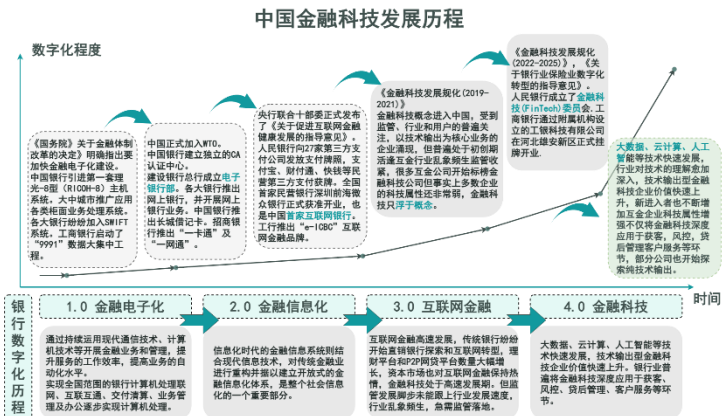 中国金融科技发展历程
数字化程度
《国务院》关于金融体制
改革的决定》明确指出要
加快金融电子化建设。
中国银行引进第一套理
光-8型（RICOH-8）主机
系统。大中城市推广应用
各类柜面业务处理系统。
各大银行纷纷加入SWIFT
系统。工商银行启动了
“9991”数据大集中工
程。
中国正式加入WTO。
中国银行建立独立的CA
认证中心。
建设银行总行成立电子
银行部。各大银行推出
网上银行，并开展网上
银行业务。中国银行推
出长城借记卡。招商银
行推出“一卡通”及
“一网通”。
央行联合十部委正式发布
了《关于促进互联网金融
健康发展的指导意见》。
人民银行向27家第三方支
付公司发放支付牌照，支
付宝、财付通、快钱等民
营第三方支付获牌。全国
首家民营银行深圳前海微
众银行正式获准开业，也
是中国首家互联网银行。
工行推出“e-ICBC”互联
网金融品牌。
《金融科技发展规化(2019-
2021)》
金融科技概念进入中国，受到
监管、行业和用户的普遍关
注，以技术输出为核心业务的
企业涌现，但普遍处于初创期
活逢互金行业乱象频生监管收
紧，很多互金公司开始标榜金
融科技公司但事实上多数企业
的科技属性还非常弱，金融科
技只浮于概念。
《金融科技发展规化
(2022-2025)》，《关
于银行业保险业数字化
转型的指导意见》。
人民银行成立了金融科
技(FinTech)委员会.工
商银行通过附属机构设
立的工银科技有限公司
在河北雄安新区正式挂
牌开业.
大数据、云计算、人工
智能等技术快速发展，
行业对技术的理解愈加
深入，技术输出型金融
科技企业价值快速上
升，新进入者也不断增
加互金企业科技属性增
强不仅将金融科技深度
应用于获客，风控，贷
后管理客户服务等环
节，部分公司也开始探
索纯技术输出。
时间
银行数字化历程
1.0 金融电子化
2.0 金融信息化
3.0 互联网金融
4.0 金融科技
通过持续运用现代通信技术、计算
机技术等开展金融业务和管理，提
升服务的工作效率，提高业务的自
动化水平。
实现全国范围的银行计算机处理联
网、互联互通、交付清算、业务管
理及办公逐步实现计算机处理。
信息化时代的金融信息系统则结
合现代信息技术，对传统金融业
进行重构并据以建立开放式的金
融信息化体系，是整个社会信息
化的一个重要部分。
互联网金融高速发展，传统银行纷纷
开始直销银行探索和互联网转型，理
财平台和P2P网贷平台数量大幅增
长，资本市场也对互联网金融保持热
情，金融科技处于高速发展期。但监
管发展脚步未能跟上行业发展速度，
行业乱象频生，急需监管落地。
大数据、云计算、人工智能等技
术快速发展，技术输出型金融科
技企业价值快速上升。银行业普
遍将金融科技深度应用于获客、
风控、贷后管理、客户服务等环
节。